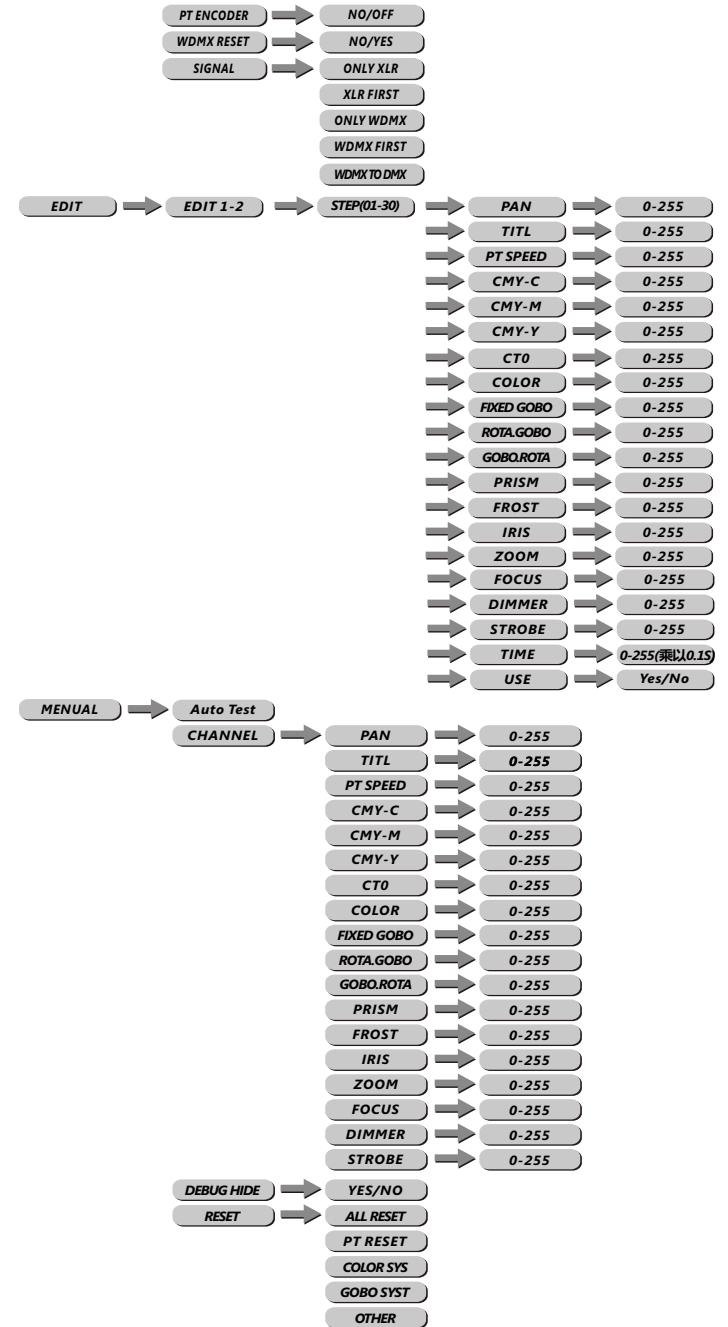 PT ENCODER NO/OFF
WDMX RESET NO/YES
SIGNAL ONLY XLR
XLR FIRST
ONLY WDMX
WDMX FIRST
WDMX TO DMX
EDIT EDIT 1-2 STEP(01-30) PAN 0-255
TITL 0-255
PT SPEED 0-255
CMY-C 0-255
CMY-M 0-255
CMY-Y 0-255
CT0 0-255
COLOR 0-255
FIXED GOBO 0-255
ROTA.GOBO 0-255
GOBO.ROTA 0-255
PRISM 0-255
FROST 0-255
IRIS 0-255
ZOOM 0-255
FOCUS 0-255
DIMMER 0-255
STROBE 0-255
TIME 0-255(乘以0.1S)
USE Yes/No
MENUAL Auto Test
CHANNEL PAN 0-255
TITL 0-255
PT SPEED 0-255
CMY-C 0-255
CMY-M 0-255
CMY-Y 0-255
CT0 0-255
COLOR 0-255
FIXED GOBO 0-255
ROTA.GOBO 0-255
GOBO.ROTA 0-255
PRISM 0-255
FROST 0-255
IRIS 0-255
ZOOM 0-255
FOCUS 0-255
DIMMER 0-255
STROBE 0-255
DEBUG HIDE YES/NO
RESET ALL RESET
PT RESET
COLOR SYS
GOBO SYST
OTHER